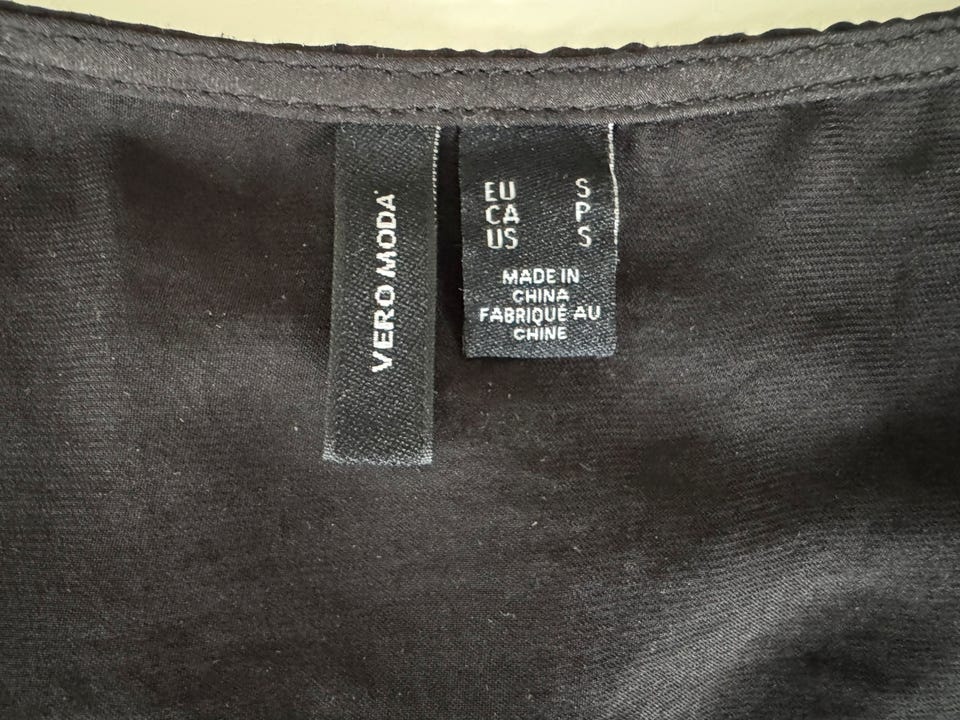 VERO MODA
EU S
CA P
US S
MADE IN
CHINA
FABRIQUÉ AU
CHINE